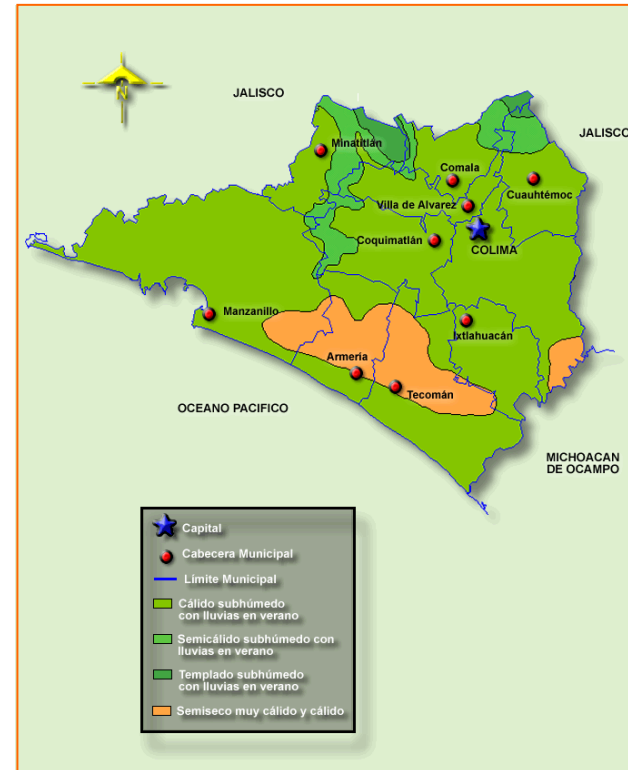 N
JALISCO
JALISCO
Minatitlán
Comala
Cuauhtémoc
Villa de Alvarez
Coquimatlán
COLIMA
Manzanillo
Ixtlahuacán
Armería
Tecomán
OCEANO PACIFICO
MICHOACAN
DE OCAMPO
Capital
Cabecera Municipal
Límite Municipal
Cálido subhúmedo
con lluvias en verano
Semicálido subhúmedo con
lluvias en verano
Templado subhúmedo
con lluvias en verano
Semiseco muy cálido y cálido